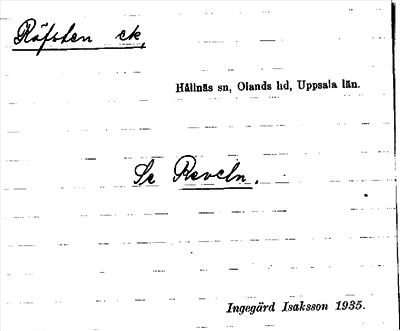 Räfsten ek,
Hållnäs sn, Olands hd, Uppsala län.
Se Reveln.
Ingegärd Isaksson 1935.